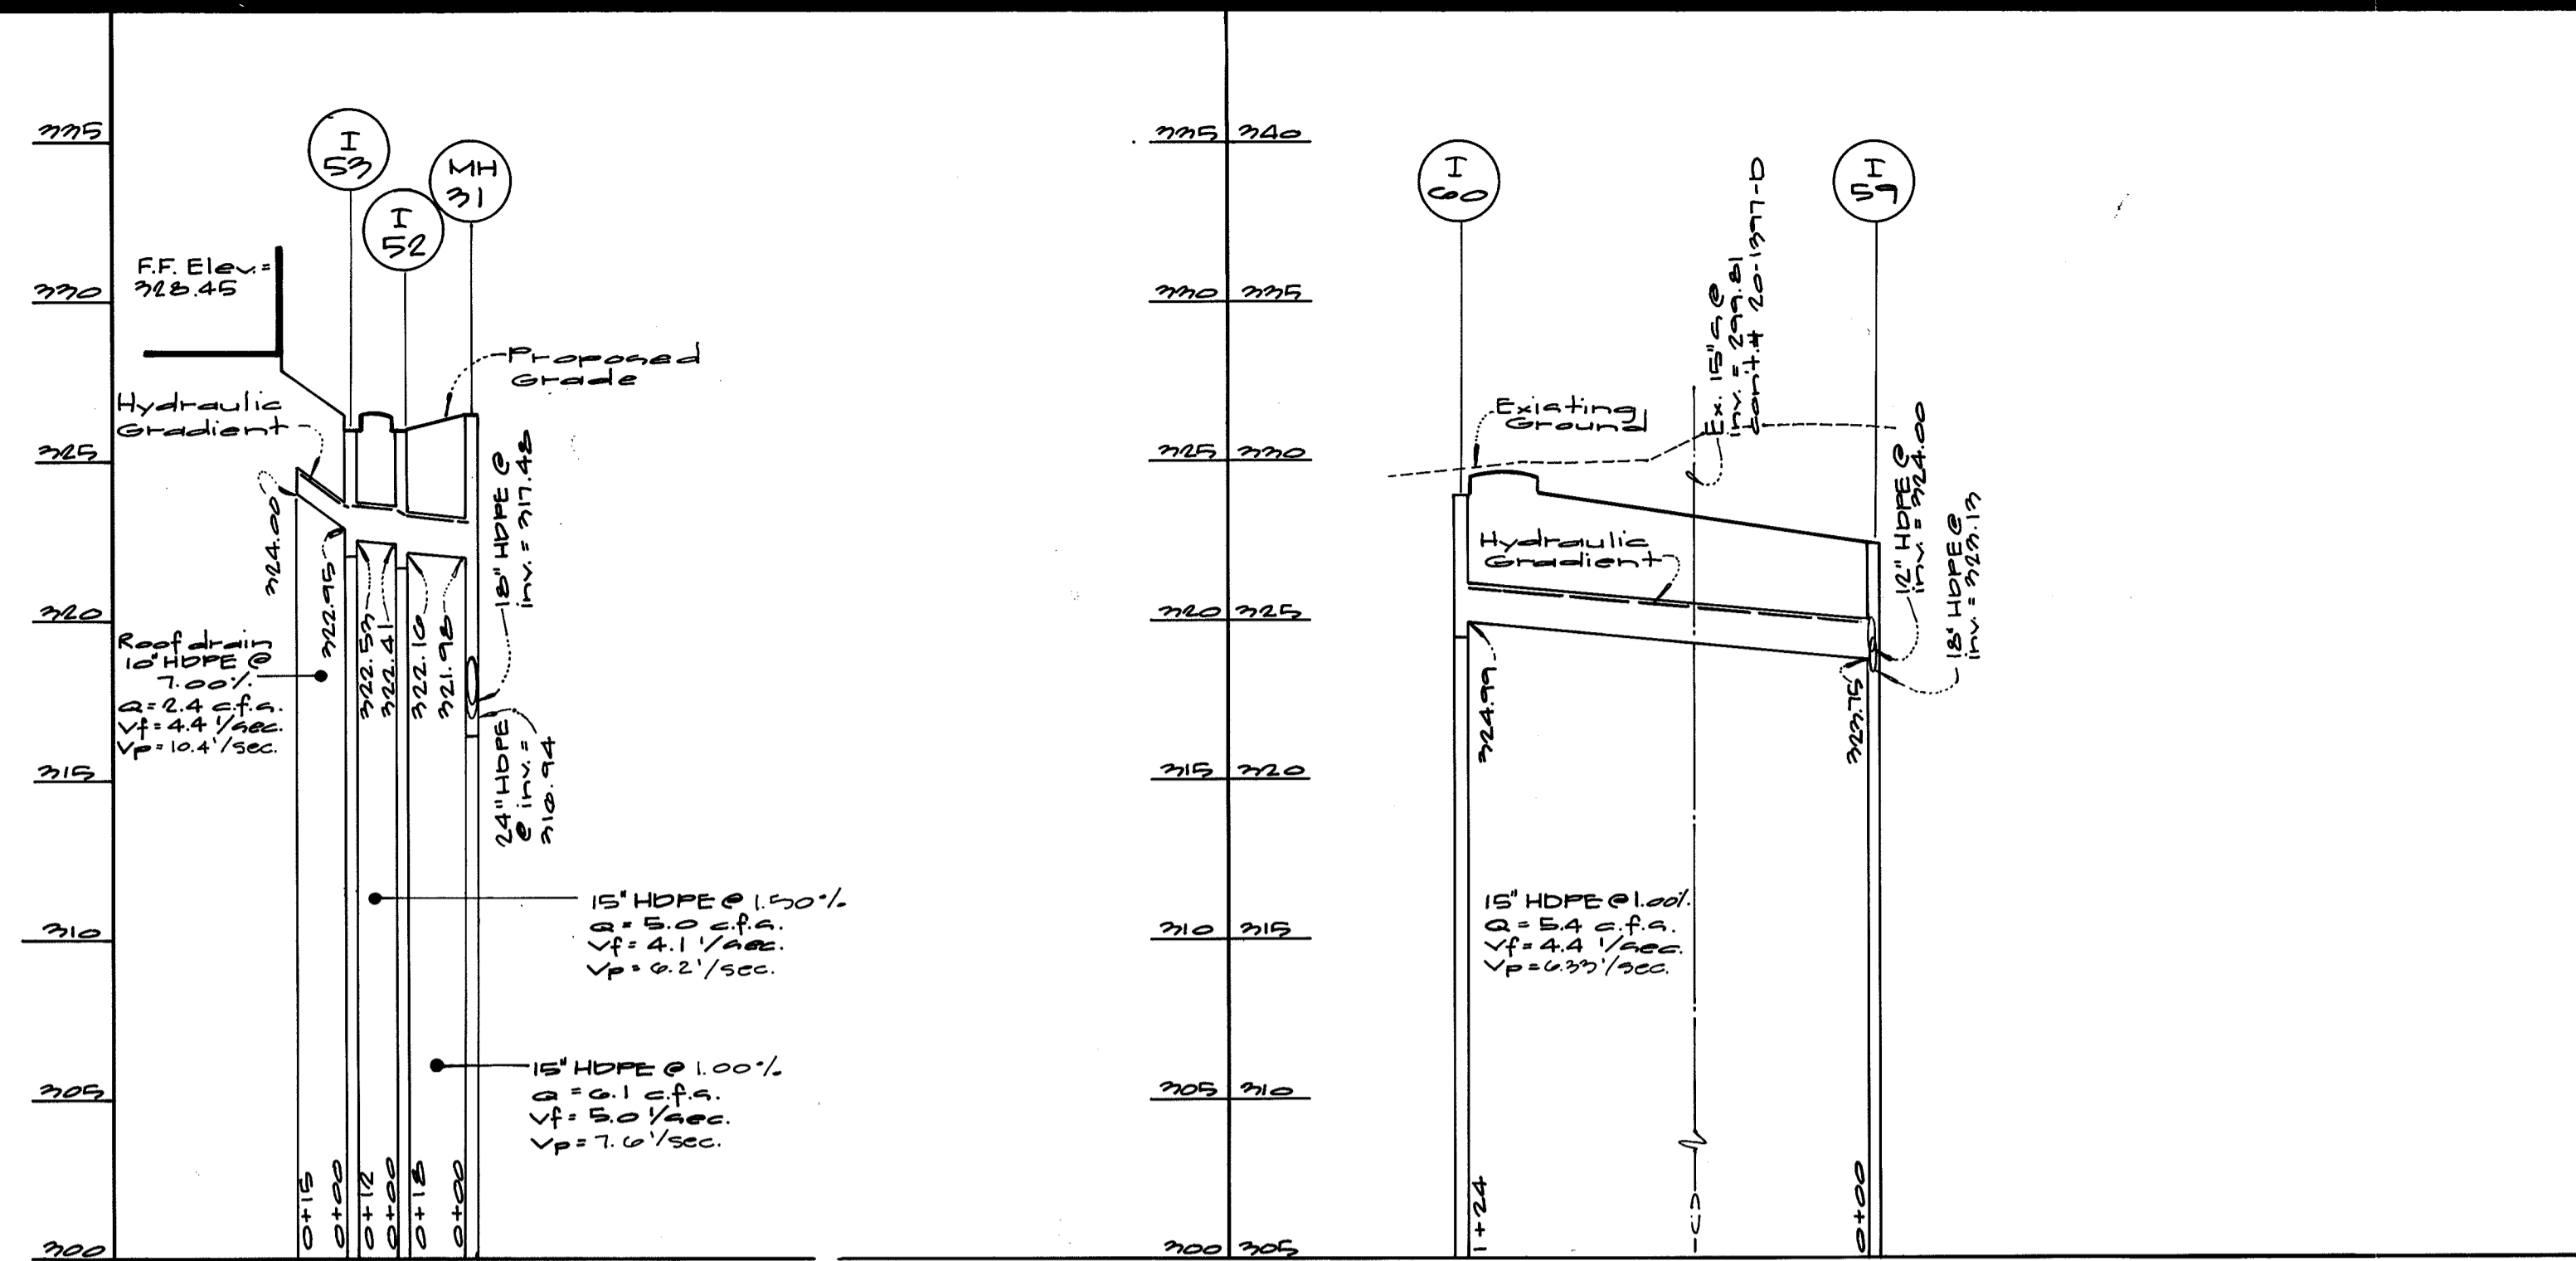 335
330
325
320
315
310
305
300
I
53
I
52
MH
31
F.F. Elev. =
328.45
Proposed
Grade
Hydraulic
Gradient
324.00
322.95
322.53
322.41
322.16
321.98
18" HDPE @
inv. = 317.48
24" HDPE
@ inv. =
316.94
Roof drain
10" HDPE @
7.00%
Q = 2.4 c.f.s.
Vf = 4.4 '/sec.
Vp = 10.4 '/sec.
15" HDPE @ 1.50%
Q = 5.0 c.f.s.
Vf = 4.1 '/sec.
Vp = 6.2 '/sec.
15" HDPE @ 1.00%
Q = 6.1 c.f.s.
Vf = 5.0 '/sec.
Vp = 7.6 '/sec.
0+15
0+00
0+12
0+00
0+18
0+00
335 340
330 335
325 330
320 325
315 320
310 315
305 310
300 305
I
60
I
59
Ex. 15" S @
inv. = 299.81
Cont. # 20-1397-D
Existing
Ground
Hydraulic
Gradient
12" HDPE @
inv. = 324.00
18" HDPE @
inv. = 323.13
324.99
323.75
15" HDPE @ 1.00%
Q = 5.4 c.f.s.
Vf = 4.4 '/sec.
Vp = 6.33 '/sec.
1+24
0+00